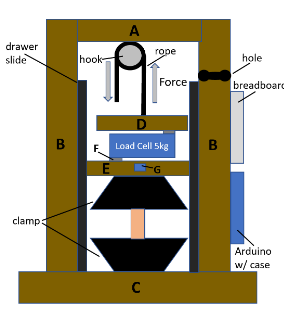 A
drawer
slide
hook
rope
hole
Force
breadboard
D
B
Load Cell 5kg
B
F
E
G
clamp
Arduino
w/ case
C